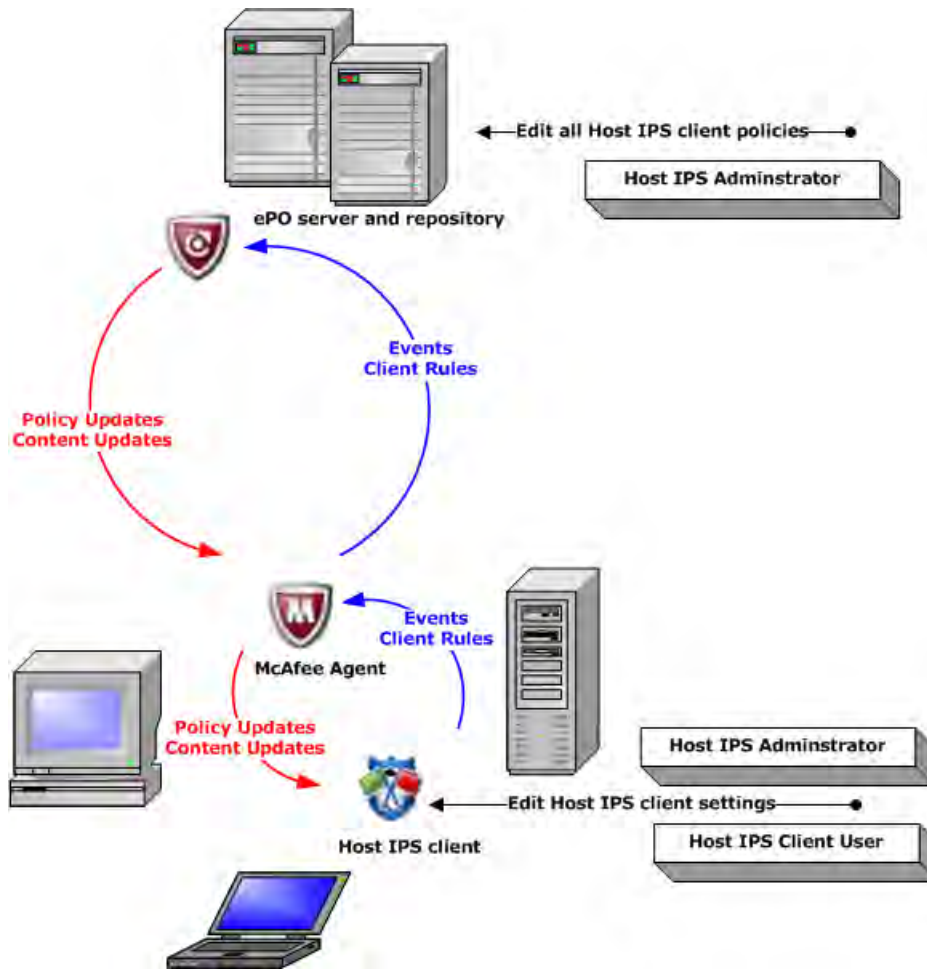 Edit all Host IPS client policies
Host IPS Adminstrator
ePO server and repository
Events
Client Rules
Policy Updates
Content Updates
M
McAfee Agent
Events
Client Rules
Policy Updates
Content Updates
Host IPS Adminstrator
Edit Host IPS client settings
Host IPS client
Host IPS Client User